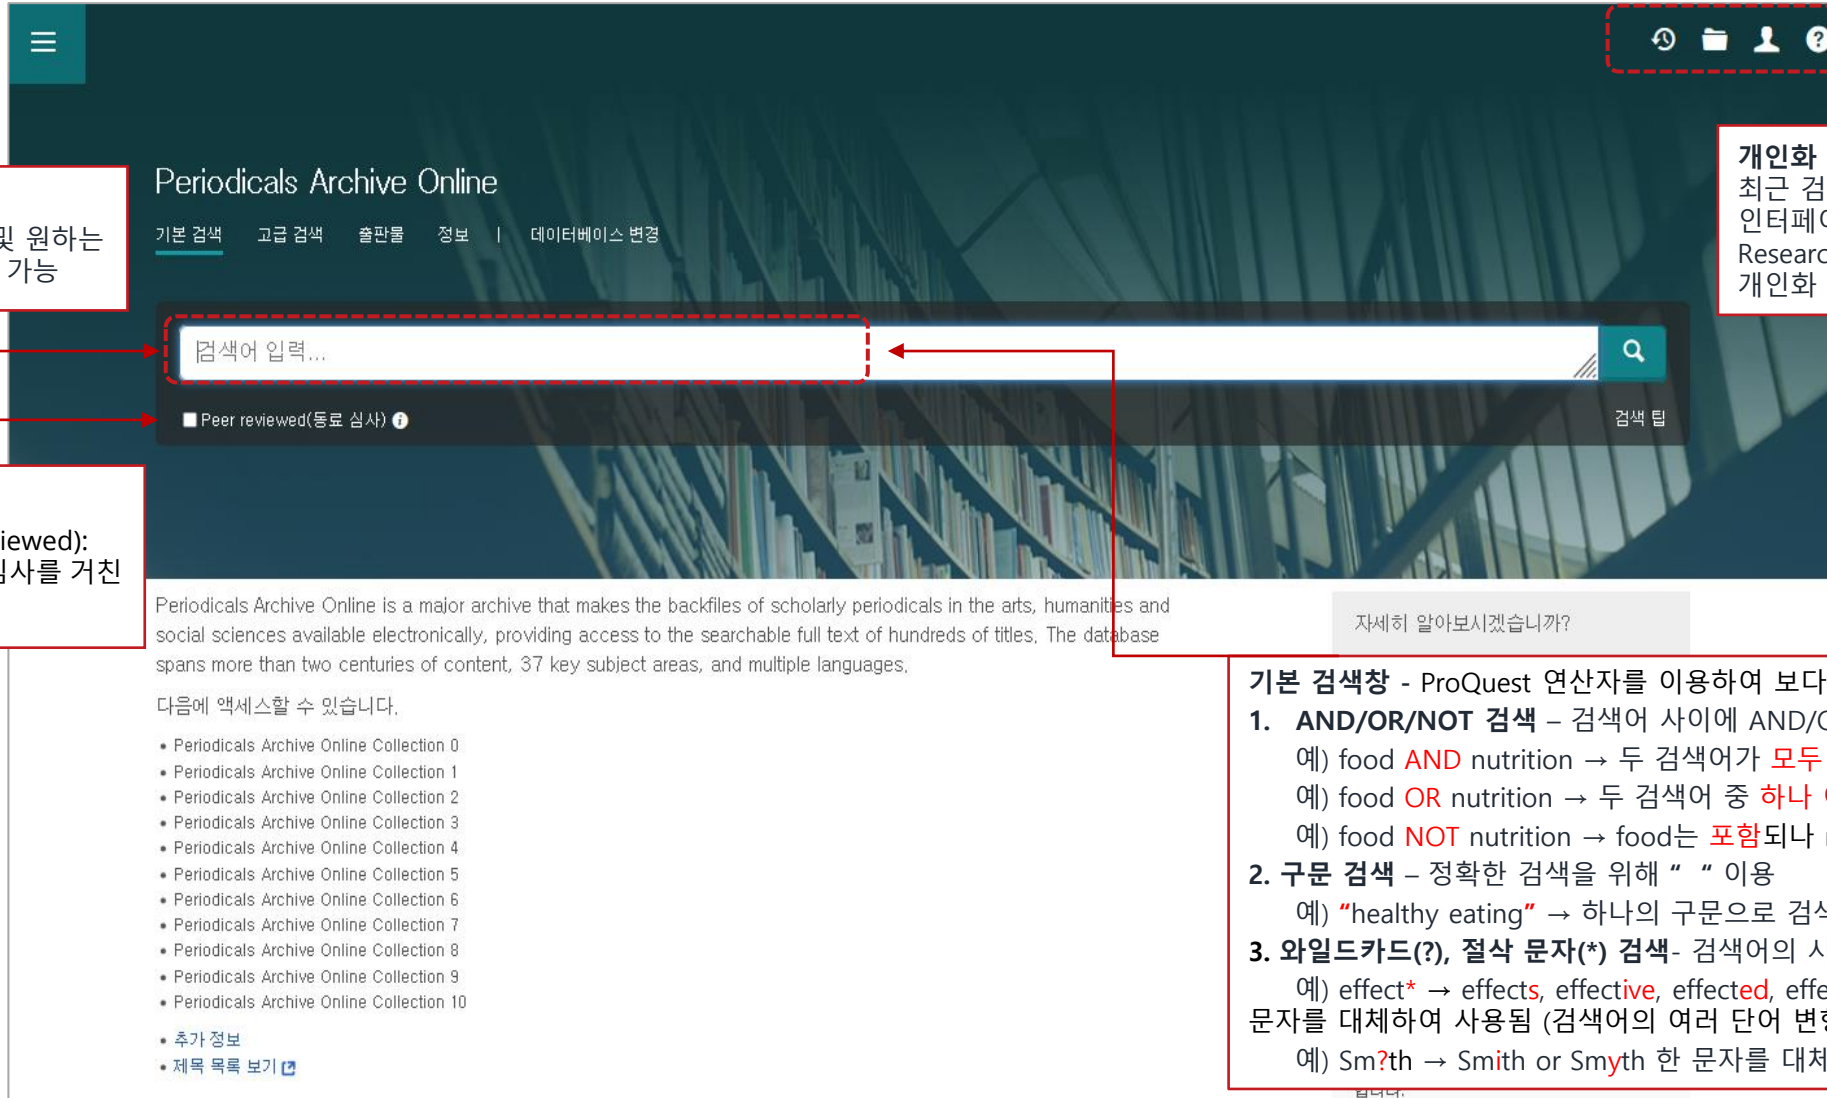 개인화
최근 검
인터페이
Researc
개인화
및 원하는
가능
Periodicals Archive Online
기본 검색 고급 검색 출판물 정보 | 데이터베이스 변경
검색어 입력...
Peer reviewed(동료 심사)
검색 팁
iewed):
심사를 거친
Periodicals Archive Online is a major archive that makes the backfiles of scholarly periodicals in the arts, humanities and
social sciences available electronically, providing access to the searchable full text of hundreds of titles. The database
spans more than two centuries of content, 37 key subject areas, and multiple languages.
다음에 액세스할 수 있습니다.
• Periodicals Archive Online Collection 0
• Periodicals Archive Online Collection 1
• Periodicals Archive Online Collection 2
• Periodicals Archive Online Collection 3
• Periodicals Archive Online Collection 4
• Periodicals Archive Online Collection 5
• Periodicals Archive Online Collection 6
• Periodicals Archive Online Collection 7
• Periodicals Archive Online Collection 8
• Periodicals Archive Online Collection 9
• Periodicals Archive Online Collection 10
• 추가 정보
• 제목 목록 보기
자세히 알아보시겠습니까?
기본 검색창 - ProQuest 연산자를 이용하여 보다
1. AND/OR/NOT 검색 – 검색어 사이에 AND/O
예) food AND nutrition → 두 검색어가 모두
예) food OR nutrition → 두 검색어 중 하나
예) food NOT nutrition → food는 포함되나
2. 구문 검색 – 정확한 검색을 위해 “ “ 이용
예) “healthy eating” → 하나의 구문으로 검색
3. 와일드카드(?), 절삭 문자(*) 검색- 검색어의 시
예) effect* → effects, effective, effected, effe
문자를 대체하여 사용됨 (검색어의 여러 단어 변형
예) Sm?th → Smith or Smyth 한 문자를 대체